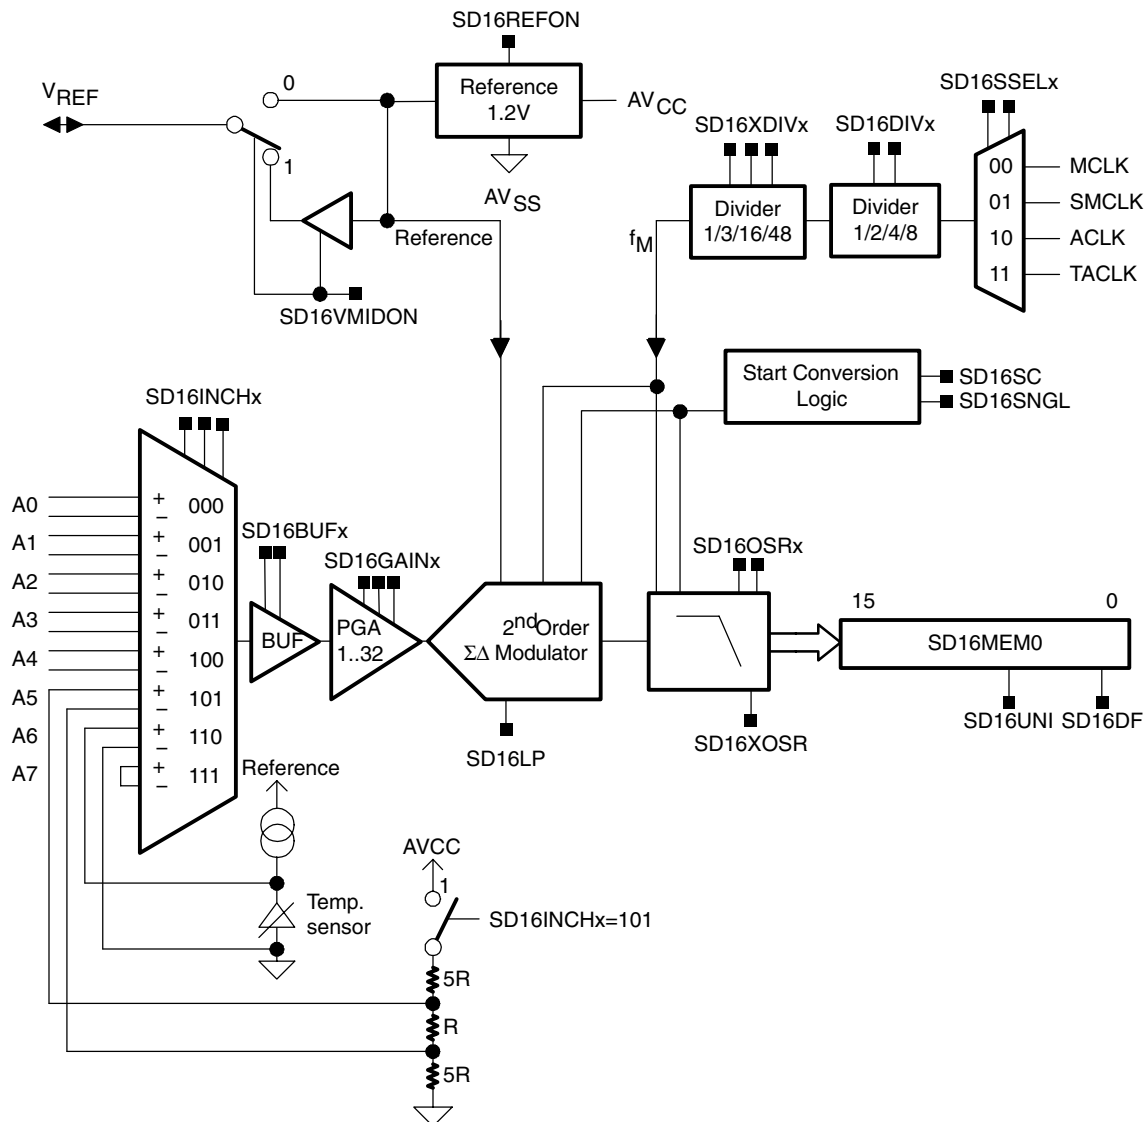 SD16REFON
0
VREF
Reference
1.2V
AVCC
SD16SSELx
SD16XDIVx
SD16DIVx
1
AVSS
00
MCLK
01
SMCLK
10
ACLK
11
TACLK
Divider
1/3/16/48
Divider
1/2/4/8
Reference
fM
SD16VMIDON
Start Conversion
Logic
SD16SC
SD16SNGL
SD16INCHx
A0
+
−
000
A1
+
−
001
A2
+
−
010
A3
+
−
011
A4
+
−
100
A5
+
−
101
A6
+
−
110
A7
+
−
111
SD16BUFx
BUF
SD16GAINx
PGA
1..32
2nd Order
ΣΔ Modulator
SD16LP
SD16OSRx
SD16XOSR
15
0
SD16MEM0
SD16UNI
SD16DF
Reference
Temp.
sensor
AVCC
1
SD16INCHx=101
5R
R
5R